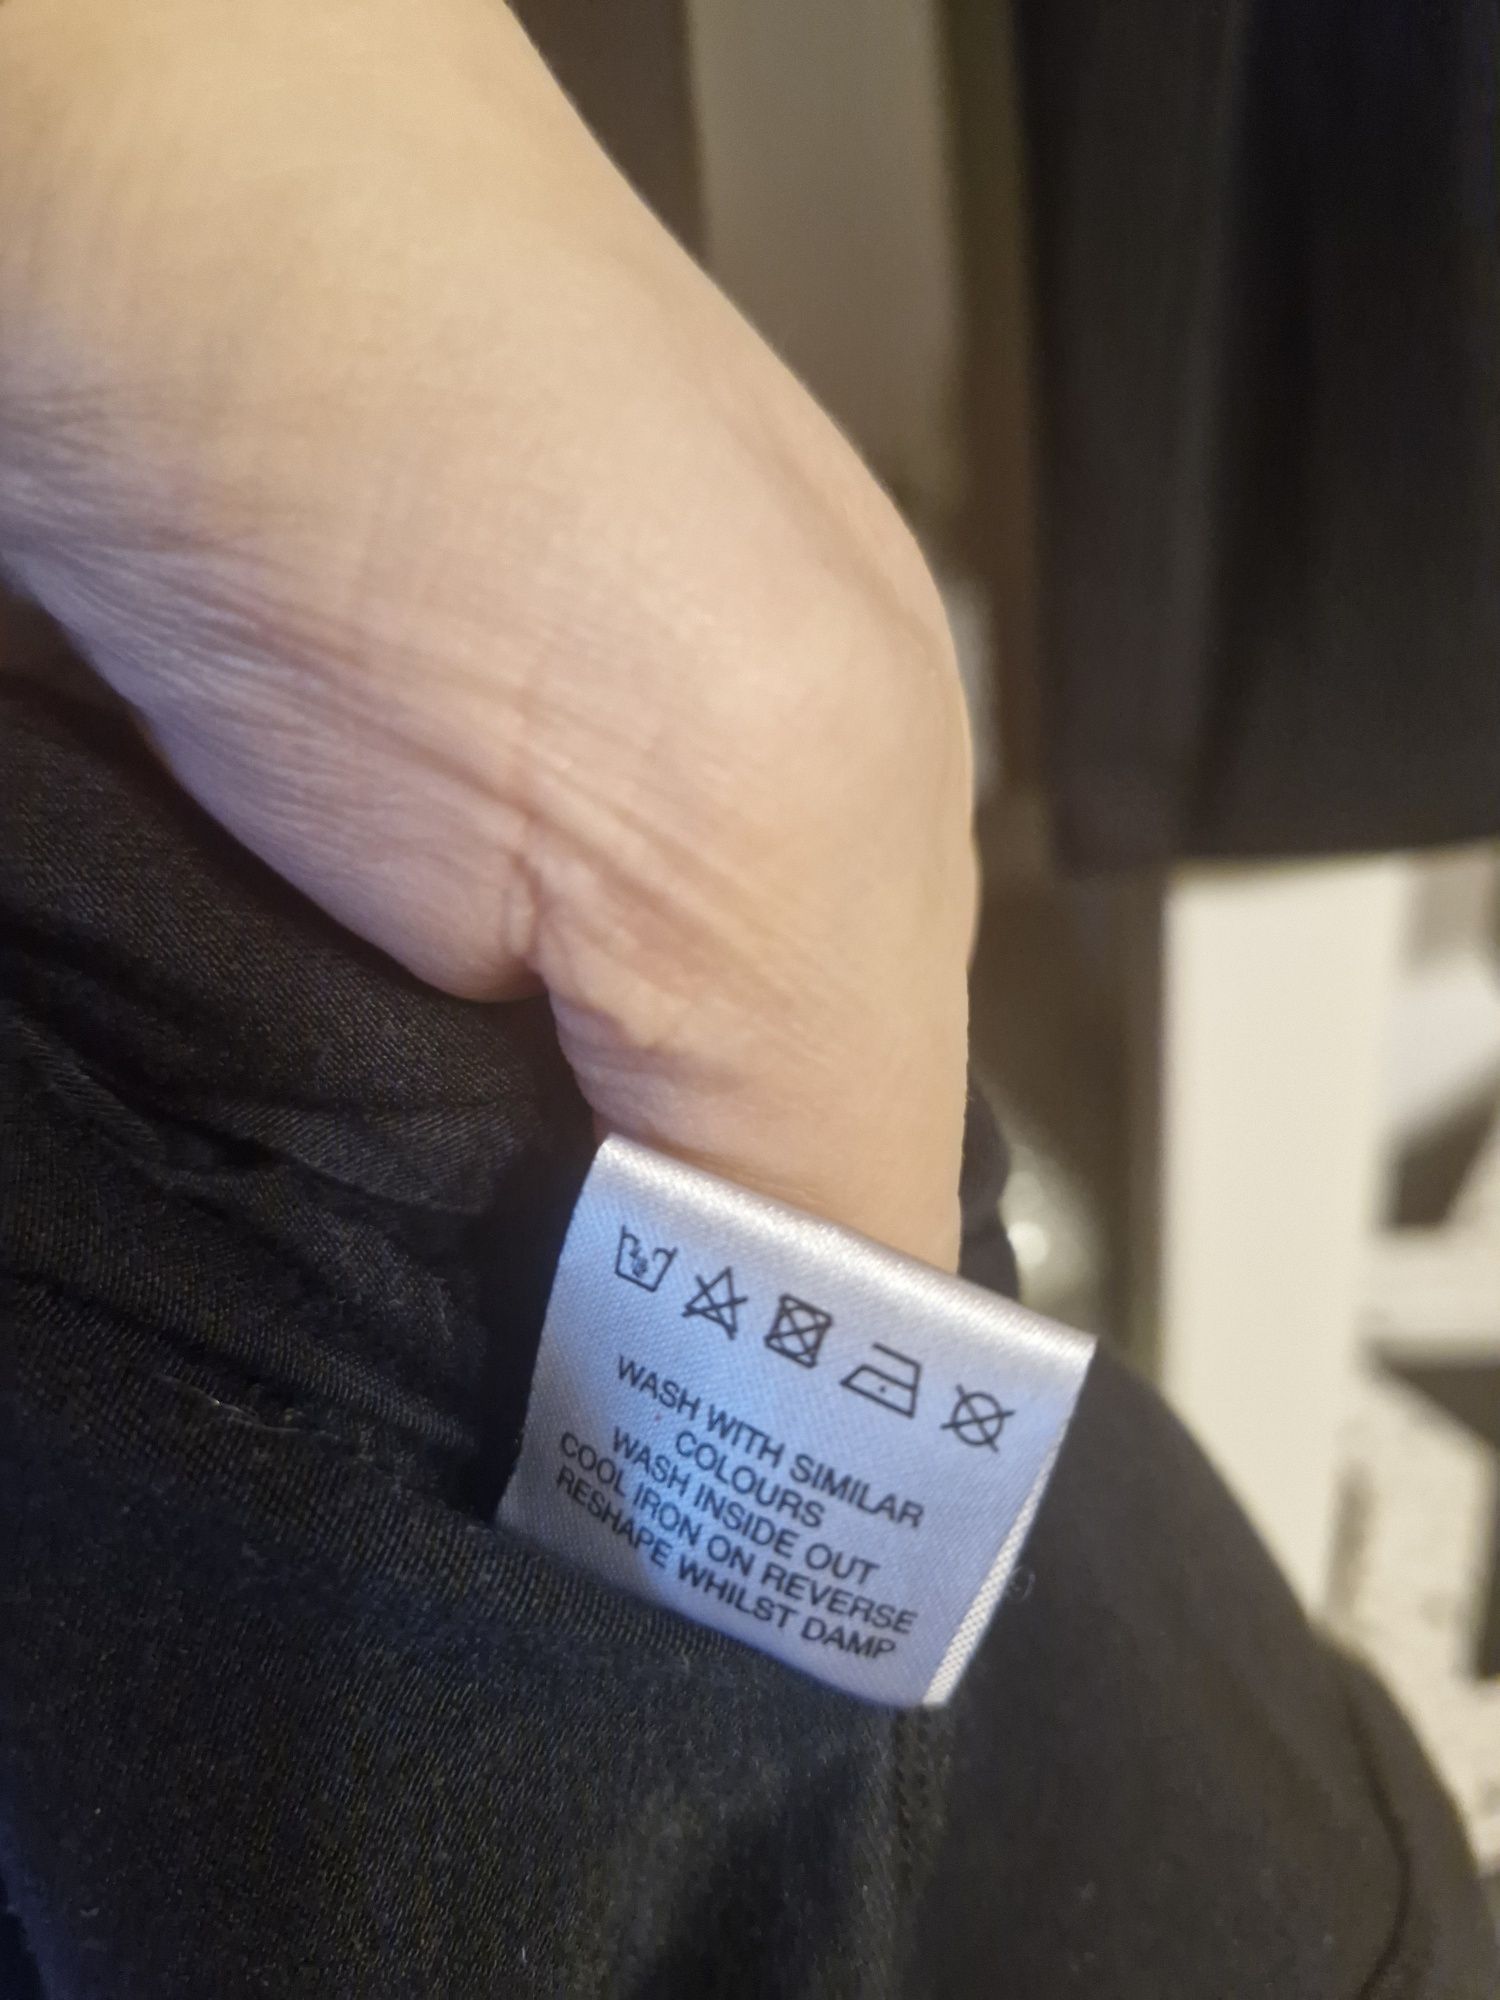 WASH WITH SIMILAR
COLOURS
WASH INSIDE OUT
COOL IRON ON REVERSE
RESHAPE WHILST DAMP